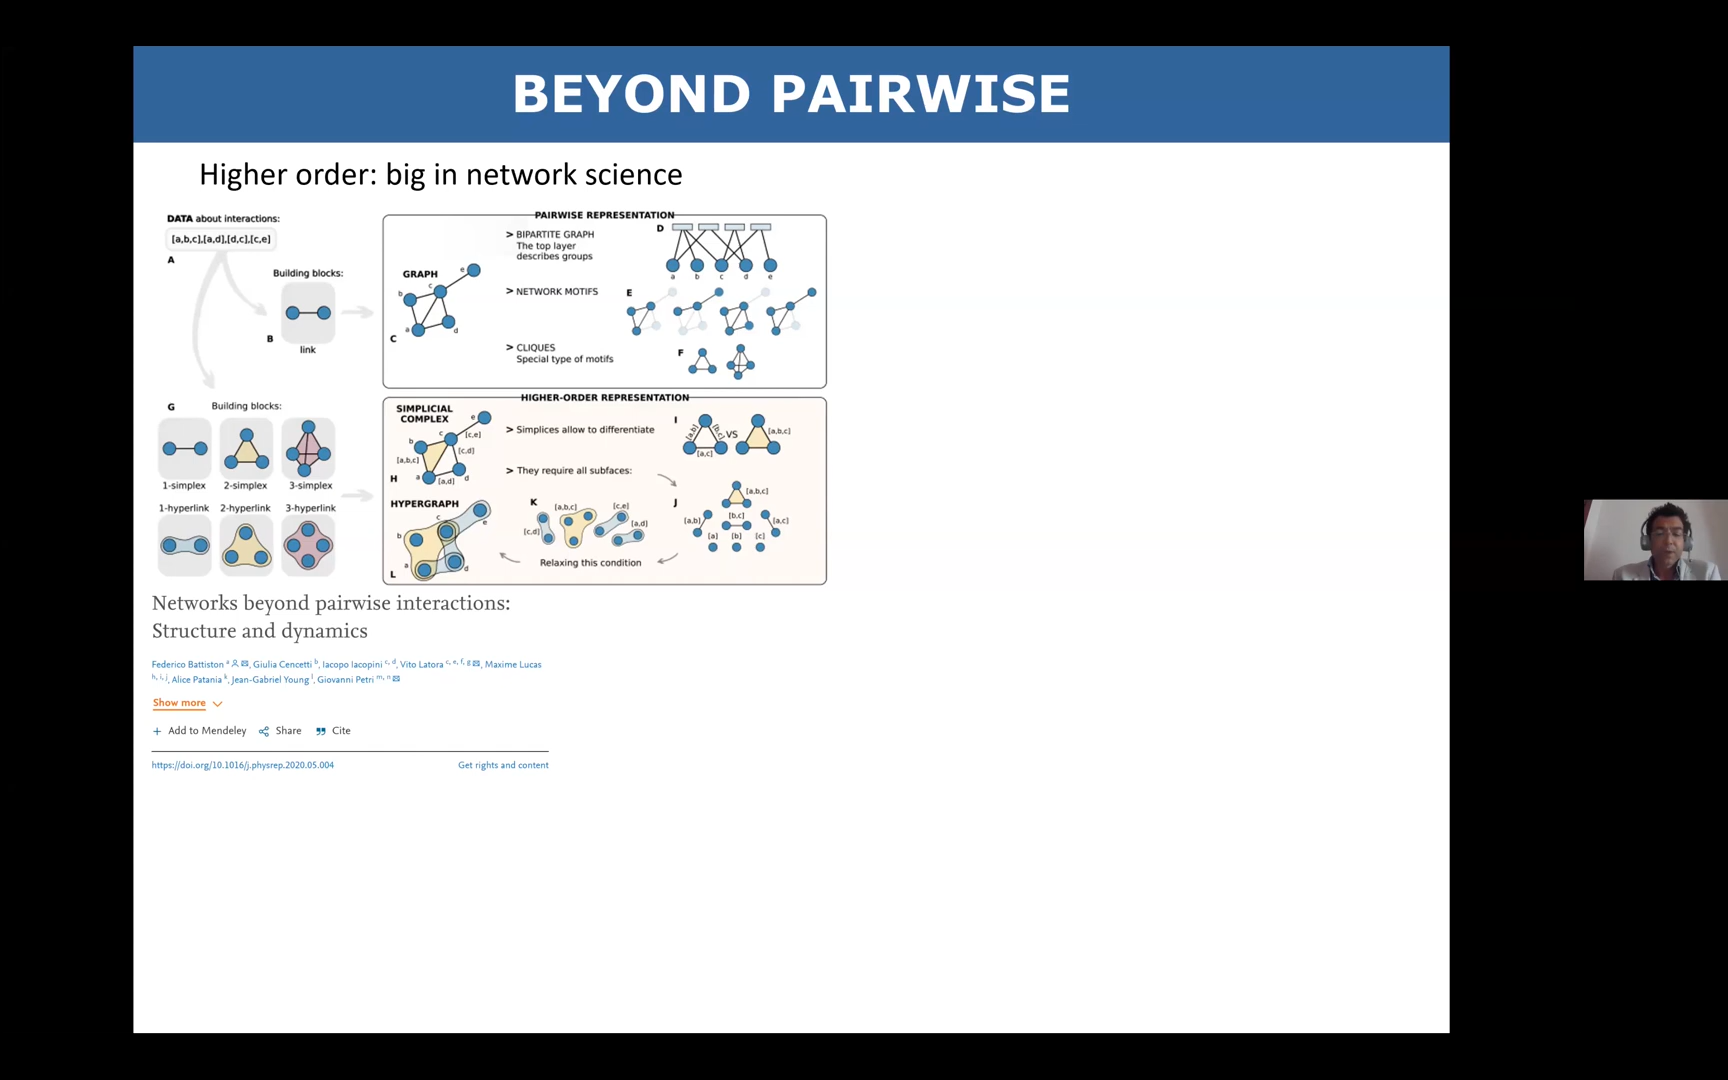 BEYOND PAIRWISE
Higher order: big in network science
DATA about interactions:
[a,b,c],[a,d],[d,c],[c,e]
A
Building blocks:
B
link
PAIRWISE REPRESENTATION
GRAPH
e
c
b
a
d
C
> BIPARTITE GRAPH
The top layer
describes groups
D
a b c d e
> NETWORK MOTIFS
E
> CLIQUES
Special type of motifs
F
G
Building blocks:
1-simplex 2-simplex 3-simplex
1-hyperlink 2-hyperlink 3-hyperlink
HIGHER-ORDER REPRESENTATION
SIMPLICIAL
COMPLEX
e
c
[c,e]
b
[c,d]
[a,b,c]
H
a
[a,d]
d
> Simplices allow to differentiate
I
[a,b]
[b,c]
[a,c]
VS
[a,b,c]
> They require all subfaces:
J
[a,b,c]
[a,b]
[b,c]
[a,c]
[a] [b] [c]
HYPERGRAPH
c
e
b
a
d
L
K
[a,b,c]
[c,e]
[c,d]
[a,d]
Relaxing this condition
Networks beyond pairwise interactions:
Structure and dynamics
Federico Battiston a, Giulia Cencetti b, Iacopo Iacopini c, d, Vito Latora c, e, f, g, Maxime Lucas
h, i, j, Alice Patania k, Jean-Gabriel Young l, Giovanni Petri m, n
Show more
+ Add to Mendeley Share Cite
https://doi.org/10.1016/j.physrep.2020.05.004 Get rights and content